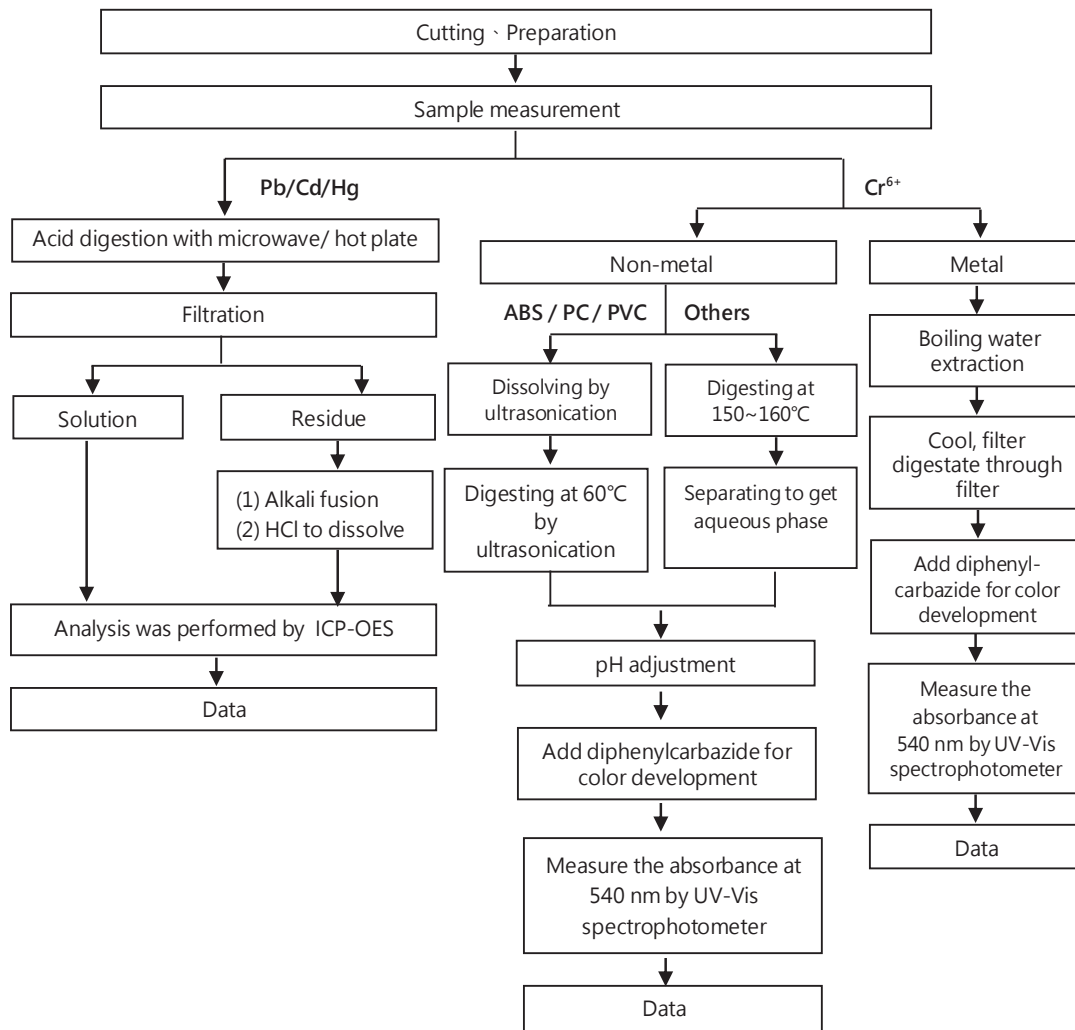 Cutting、Preparation
Sample measurement
Pb/Cd/Hg
Acid digestion with microwave/ hot plate
Filtration
Solution
Residue
(1) Alkali fusion
(2) HCl to dissolve
Analysis was performed by ICP-OES
Data
Cr⁶⁺
Non-metal
ABS / PC / PVC
Others
Dissolving by
ultrasonication
Digesting at 60℃
by
ultrasonication
Digesting at
150~160℃
Separating to get
aqueous phase
pH adjustment
Add diphenylcarbazide for
color development
Measure the absorbance at
540 nm by UV-Vis
spectrophotometer
Data
Metal
Boiling water
extraction
Cool, filter
digestate through
filter
Add diphenyl-
carbazide for color
development
Measure the
absorbance at
540 nm by UV-Vis
spectrophotometer
Data